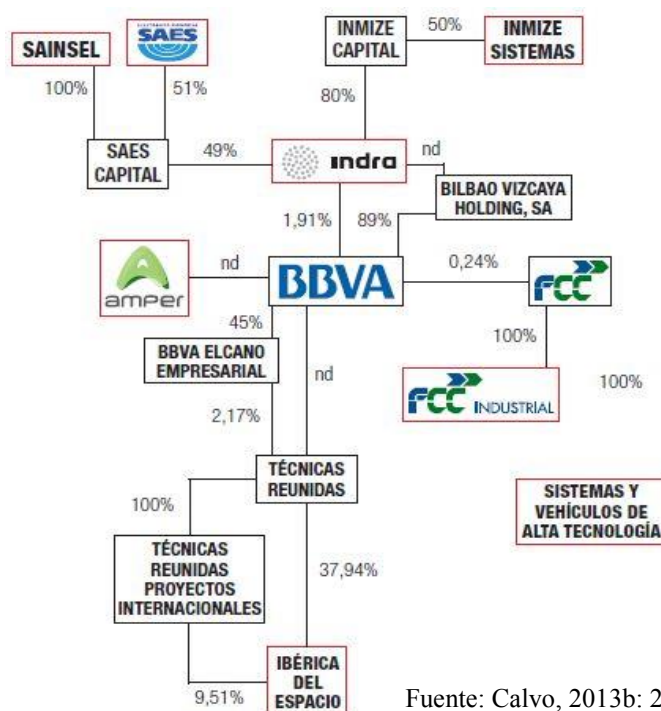 SAINSEL
SAES
INMIZE
CAPITAL
50%
INMIZE
SISTEMAS
100%
51%
80%
SAES
CAPITAL
49%
indra
nd
BILBAO VIZCAYA
HOLDING, SA
1,91%
89%
amper
nd
BBVA
0,24%
FCC
45%
BBVA ELCANO
EMPRESARIAL
nd
100%
FCC INDUSTRIAL
100%
2,17%
TÉCNICAS
REUNIDAS
SISTEMAS Y
VEHÍCULOS DE
ALTA TECNOLOGÍA
100%
TÉCNICAS
REUNIDAS
PROYECTOS
INTERNACIONALES
37,94%
9,51%
IBÉRICA
DEL
ESPACIO
Fuente: Calvo, 2013b: 2